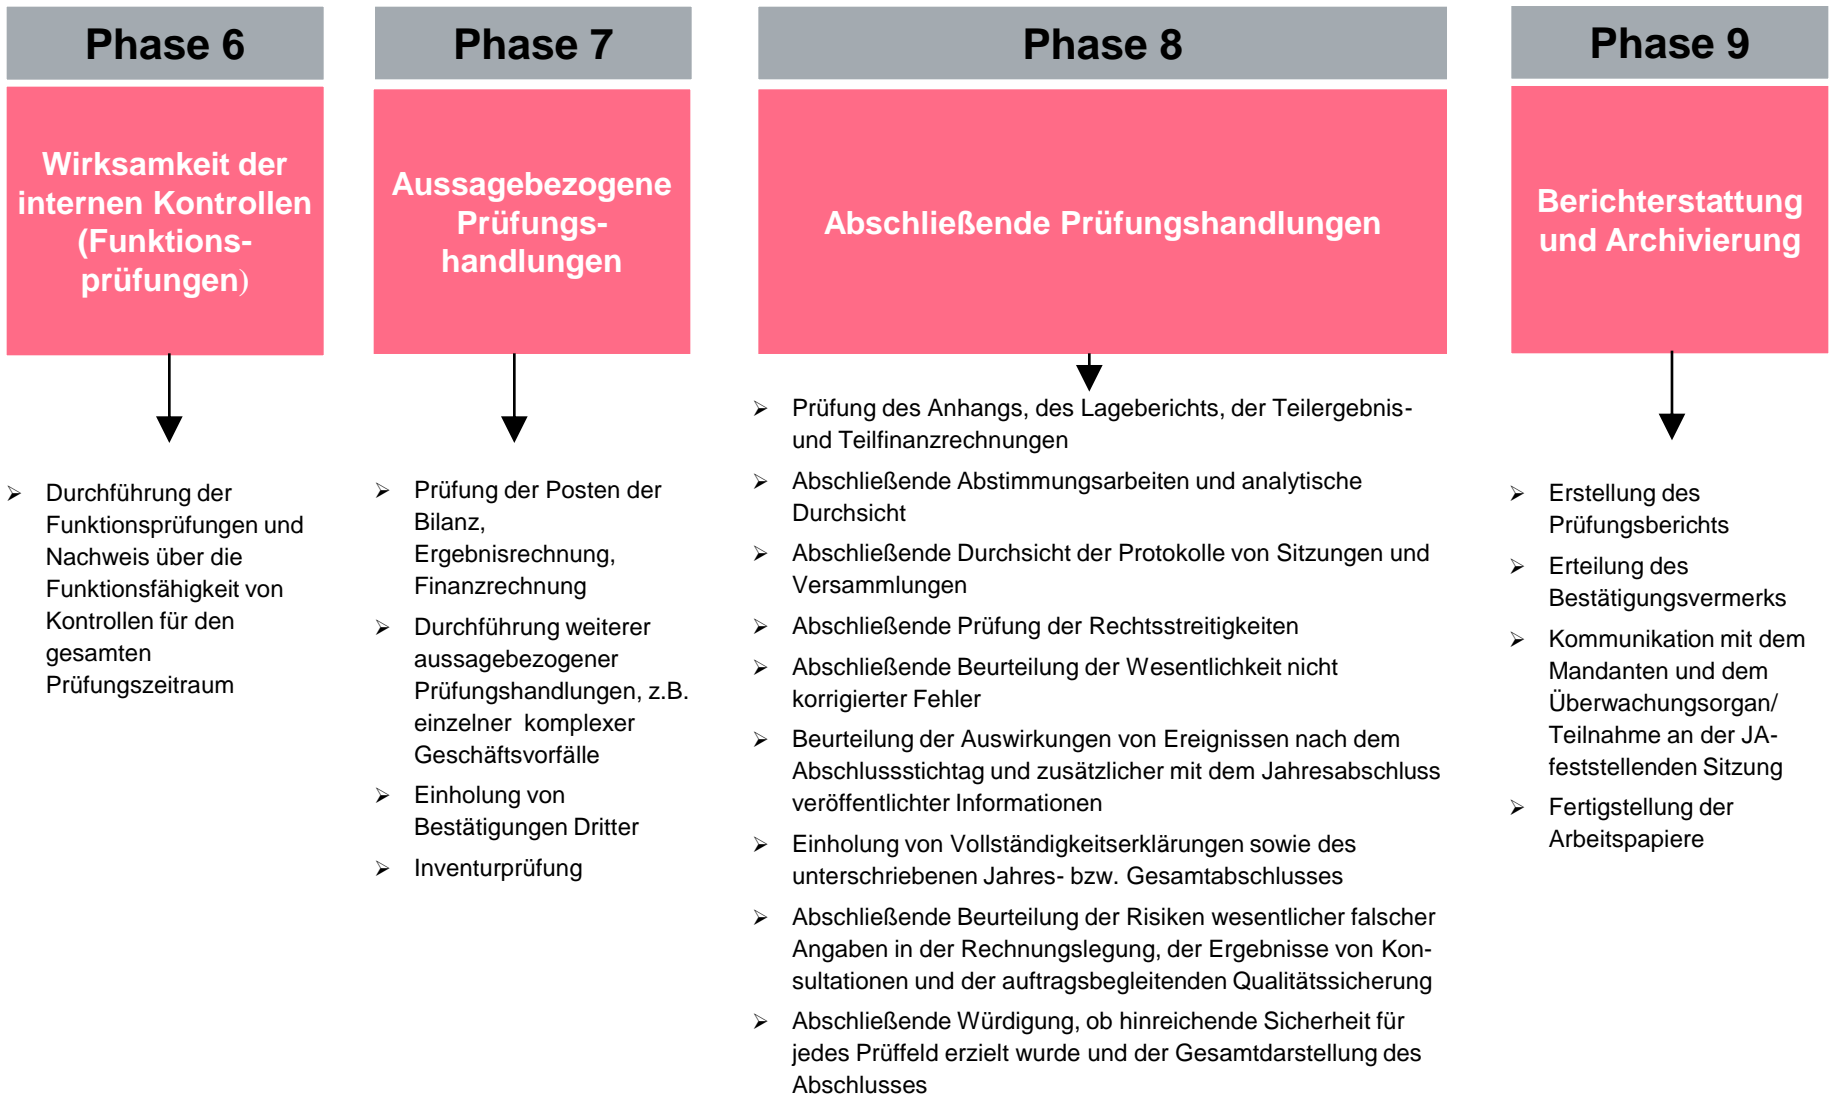 Phase 6
Wirksamkeit der
internen Kontrollen
(Funktions-
prüfungen)
➢ Durchführung der
Funktionsprüfungen und
Nachweis über die
Funktionsfähigkeit von
Kontrollen für den
gesamten
Prüfungszeitraum
Phase 7
Aussagebezogene
Prüfungs-
handlungen
➢ Prüfung der Posten der
Bilanz,
Ergebnisrechnung,
Finanzrechnung
➢ Durchführung weiterer
aussagebezogener
Prüfungshandlungen, z.B.
einzelner komplexer
Geschäftsvorfälle
➢ Einholung von
Bestätigungen Dritter
➢ Inventurprüfung
Phase 8
Abschließende Prüfungshandlungen
➢ Prüfung des Anhangs, des Lageberichts, der Teilergebnis-
und Teilfinanzrechnungen
➢ Abschließende Abstimmungsarbeiten und analytische
Durchsicht
➢ Abschließende Durchsicht der Protokolle von Sitzungen und
Versammlungen
➢ Abschließende Prüfung der Rechtsstreitigkeiten
➢ Abschließende Beurteilung der Wesentlichkeit nicht
korrigierter Fehler
➢ Beurteilung der Auswirkungen von Ereignissen nach dem
Abschlussstichtag und zusätzlicher mit dem Jahresabschluss
veröffentlichter Informationen
➢ Einholung von Vollständigkeitserklärungen sowie des
unterschriebenen Jahres- bzw. Gesamtabschlusses
➢ Abschließende Beurteilung der Risiken wesentlicher falscher
Angaben in der Rechnungslegung, der Ergebnisse von Kon-
sultationen und der auftragsbegleitenden Qualitätssicherung
➢ Abschließende Würdigung, ob hinreichende Sicherheit für
jedes Prüffeld erzielt wurde und der Gesamtdarstellung des
Abschlusses
Phase 9
Berichterstattung
und Archivierung
➢ Erstellung des
Prüfungsberichts
➢ Erteilung des
Bestätigungsvermerks
➢ Kommunikation mit dem
Mandanten und dem
Überwachungsorgan/
Teilnahme an der JA-
feststellenden Sitzung
➢ Fertigstellung der
Arbeitspapiere